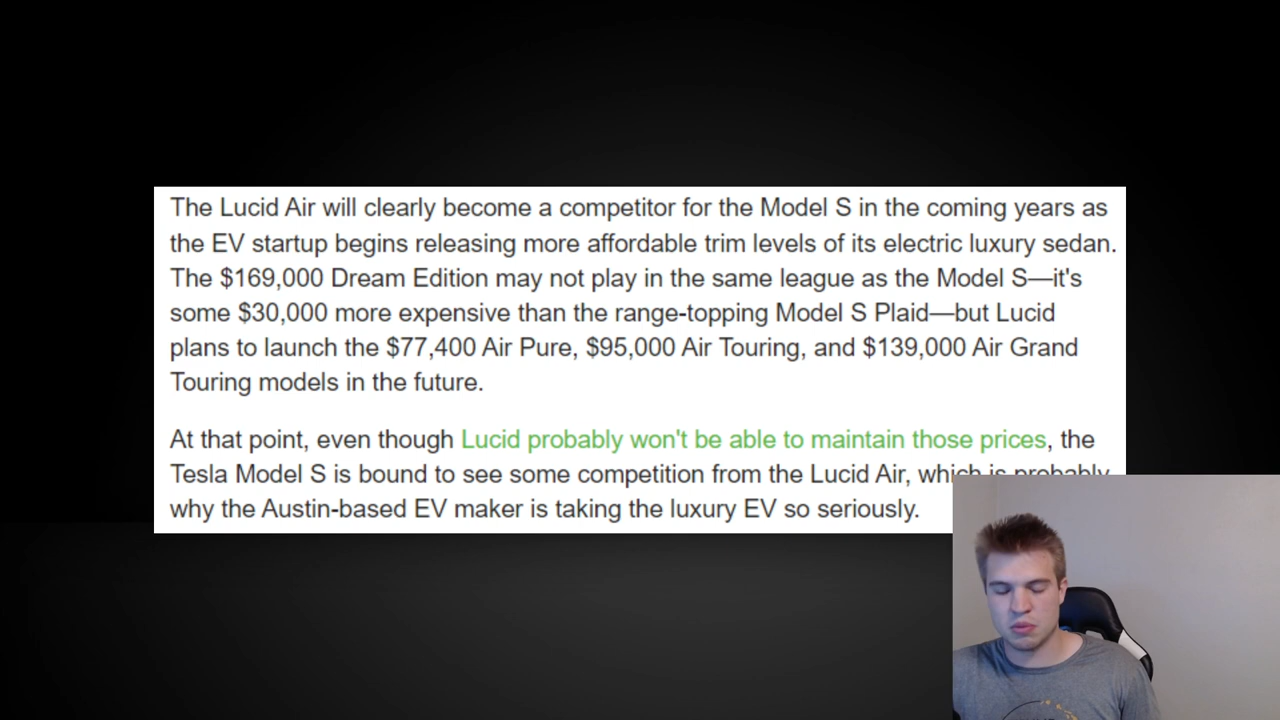 The Lucid Air will clearly become a competitor for the Model S in the coming years as
the EV startup begins releasing more affordable trim levels of its electric luxury sedan.
The $169,000 Dream Edition may not play in the same league as the Model S—it's
some $30,000 more expensive than the range-topping Model S Plaid—but Lucid
plans to launch the $77,400 Air Pure, $95,000 Air Touring, and $139,000 Air Grand
Touring models in the future.
At that point, even though Lucid probably won't be able to maintain those prices, the
Tesla Model S is bound to see some competition from the Lucid Air, which is probably
why the Austin-based EV maker is taking the luxury EV so seriously.